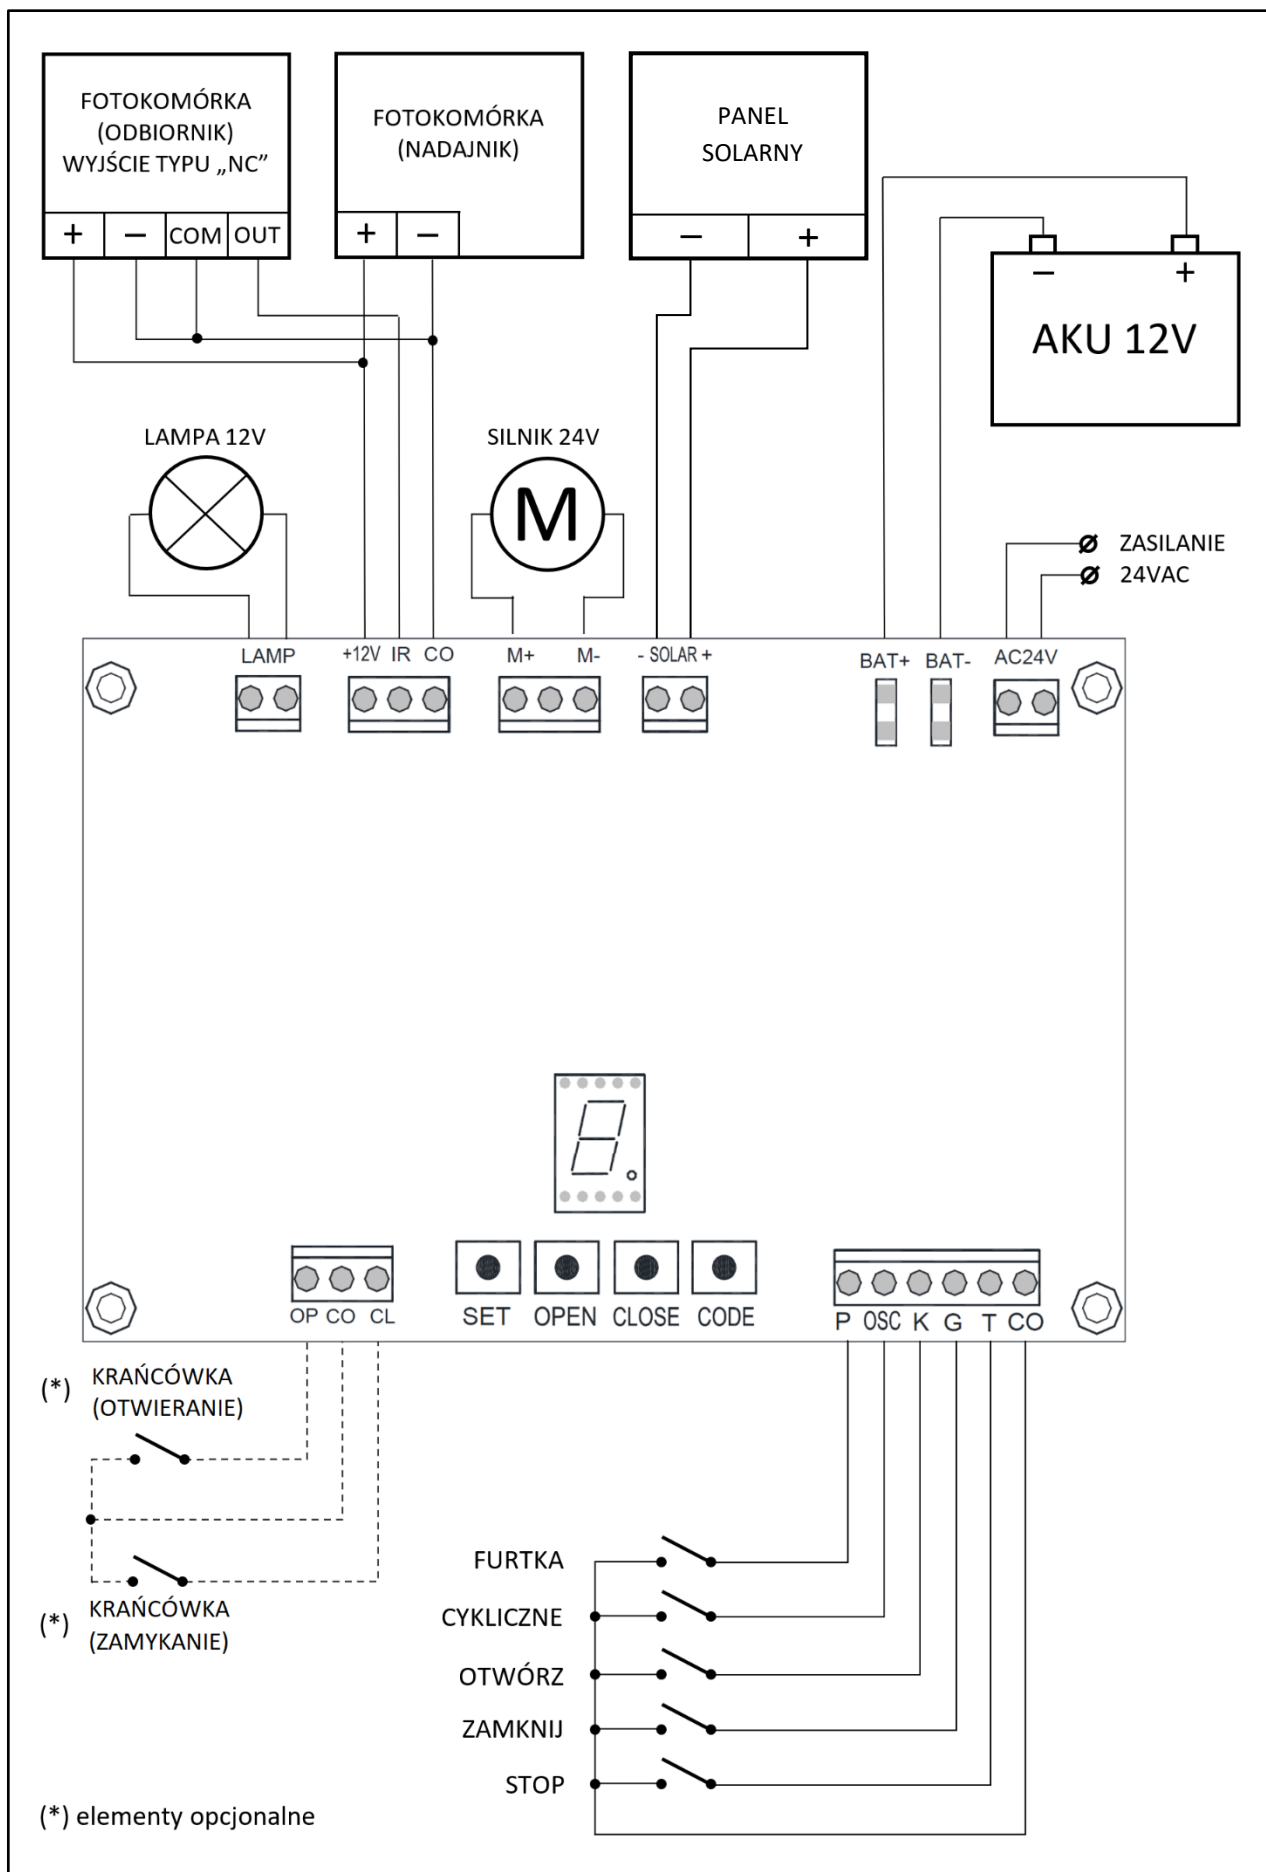 FOTOKOMÓRKA
(ODBIORNIK)
WYJŚCIE TYPU „NC”
+ − COM OUT
FOTOKOMÓRKA
(NADAJNIK)
+ −
PANEL
SOLARNY
− +
− +
AKU 12V
LAMPA 12V
SILNIK 24V
M
ZASILANIE
24VAC
LAMP
+12V IR CO
M+ M-
- SOLAR +
BAT+ BAT-
AC24V
OP CO CL
SET OPEN CLOSE CODE
P OSC K G T CO
(*) KRAŃCÓWKA
(OTWIERANIE)
(*) KRAŃCÓWKA
(ZAMYKANIE)
FURTKA
CYKLICZNE
OTWÓRZ
ZAMKNIJ
STOP
(*) elementy opcjonalne